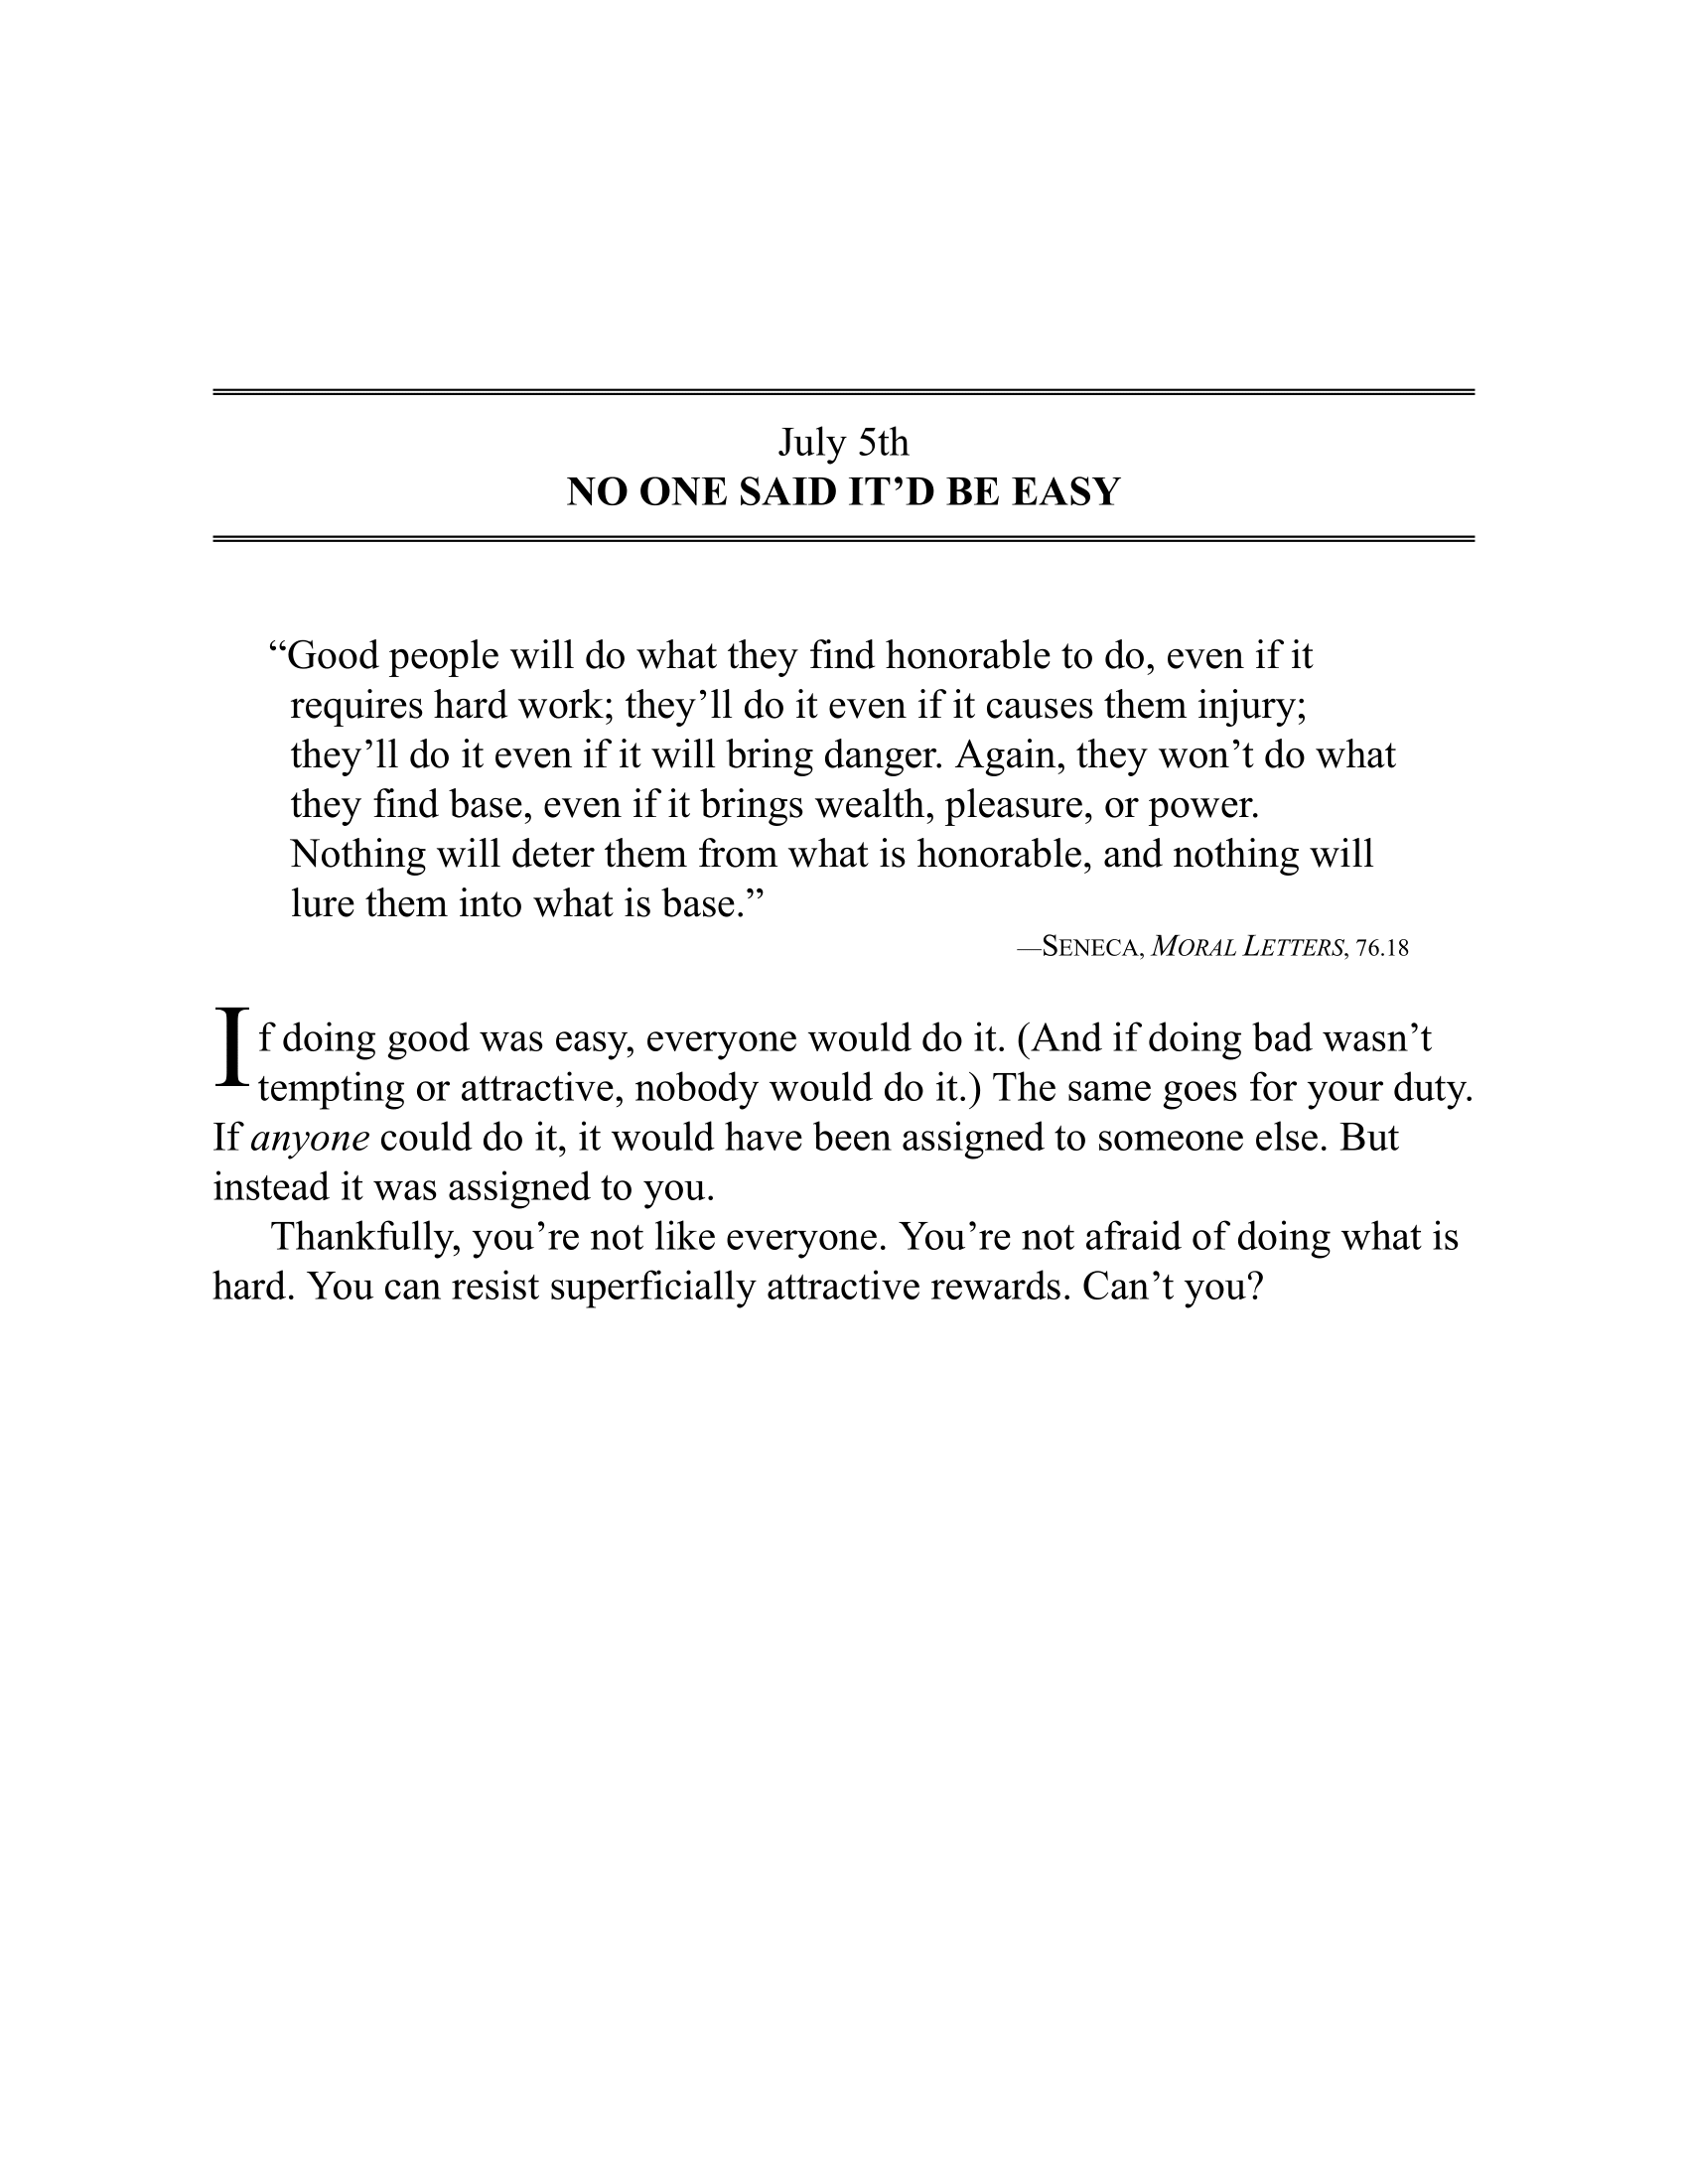 July 5th
NO ONE SAID IT’D BE EASY
“Good people will do what they find honorable to do, even if it
requires hard work; they’ll do it even if it causes them injury;
they’ll do it even if it will bring danger. Again, they won’t do what
they find base, even if it brings wealth, pleasure, or power.
Nothing will deter them from what is honorable, and nothing will
lure them into what is base.”
—SENECA, MORAL LETTERS, 76.18
If doing good was easy, everyone would do it. (And if doing bad wasn’t
tempting or attractive, nobody would do it.) The same goes for your duty.
If anyone could do it, it would have been assigned to someone else. But
instead it was assigned to you.
Thankfully, you’re not like everyone. You’re not afraid of doing what is
hard. You can resist superficially attractive rewards. Can’t you?